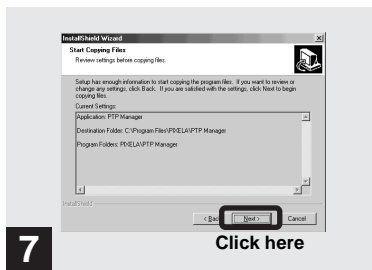 InstallShield Wizard
Start Copying Files
Review settings before copying files.
Setup has enough information to start copying the program files. If you want to review or
change any settings, click Back. If you are satisfied with the settings, click Next to begin
copying files.
Current Settings:
Application: PTP Manager
Destination Folder: C:\Program Files\PIXELA\PTP Manager
Program Folders: PIXELA\PTP Manager
InstallShield
< Bac Next > Cancel
7
Click here